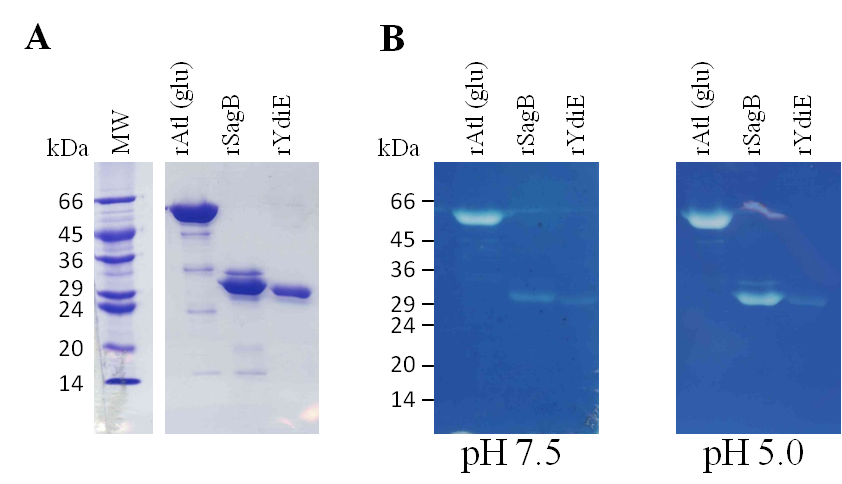 A
B
kDa
MW
rAtl (glu)
rSagB
rYdiE
66
45
36
29
24
20
14
kDa
rAtl (glu)
rSagB
rYdiE
66
45
36
29
24
20
14
pH 7.5
rAtl (glu)
rSagB
rYdiE
pH 5.0